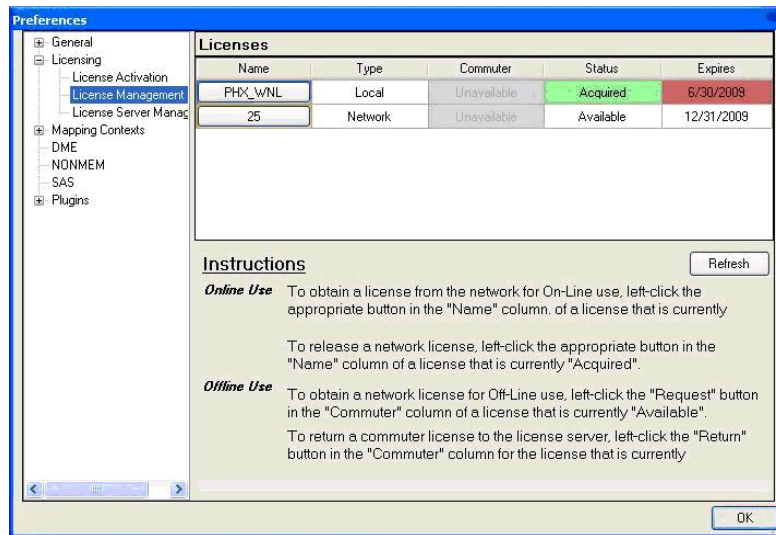 Preferences
General
Licensing
License Activation
License Management
License Server Manag
Mapping Contexts
DME
NONMEM
SAS
Plugins
Licenses
Name Type Commuter Status Expires
PHX_WNL Local Unavailable Acquired 6/30/2009
25 Network Unavailable Available 12/31/2009
Instructions
Refresh
Online Use To obtain a license from the network for On-Line use, left-click the
appropriate button in the "Name" column. of a license that is currently
To release a network license, left-click the appropriate button in the
"Name" column of a license that is currently "Acquired".
Offline Use To obtain a network license for Off-Line use, left-click the "Request" button
in the "Commuter" column of a license that is currently "Available".
To return a commuter license to the license server, left-click the "Return"
button in the "Commuter" column for the license that is currently
OK